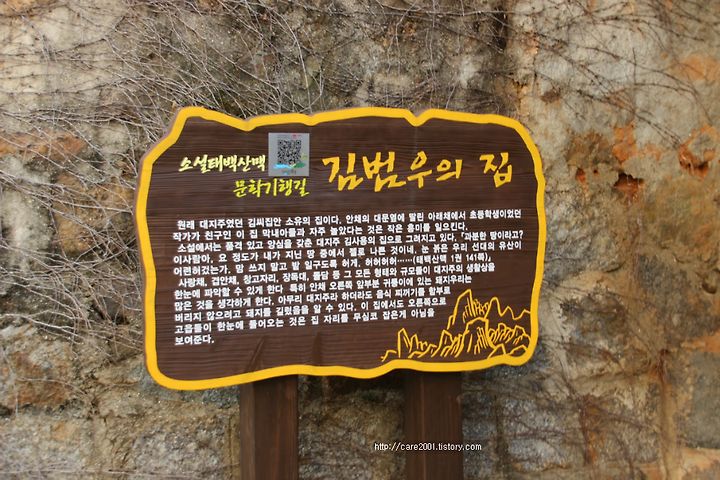 소설태백산맥
문학기행길
김범우의 집
원래 대지주였던 김씨집안 소유의 집이다. 안채의 대문옆에 딸린 아래채에서 초등학생이었던
작가가 친구인 이 집 막내아들과 자주 놀았다는 것은 작은 흥미를 일으킨다.
소설에서는 품격 있고 양심을 갖춘 대지주 김사용의 집으로 그려지고 있다. 「과분한 땅이라고?
이사람아, 요 정도가 내가 지닌 땅 중에서 젤로 나쁜 것이네. 눈 붉은 우리 선대의 유산이
어련허겄는가. 맘 쓰지 말고 밭 일구도록 허게, 허허허허…….(태백산맥 1권 141쪽)」
사랑채, 겹안채, 창고자리, 장독대, 돌담 등 그 모든 형태와 규모들이 대지주의 생활상을
한눈에 파악할 수 있게 한다. 특히 안채 오른쪽 앞부분 귀퉁이에 있는 돼지우리는
많은 것을 생각하게 한다. 아무리 대지주라 하더라도 음식 찌꺼기를 함부로
버리지 않으려고 돼지를 길렀음을 알 수 있다. 이 집에서도 오른쪽으로
고읍들이 한눈에 들어오는 것은 집 자리를 무심코 잡은게 아님을
보여준다.
http://care2001.tistory.com